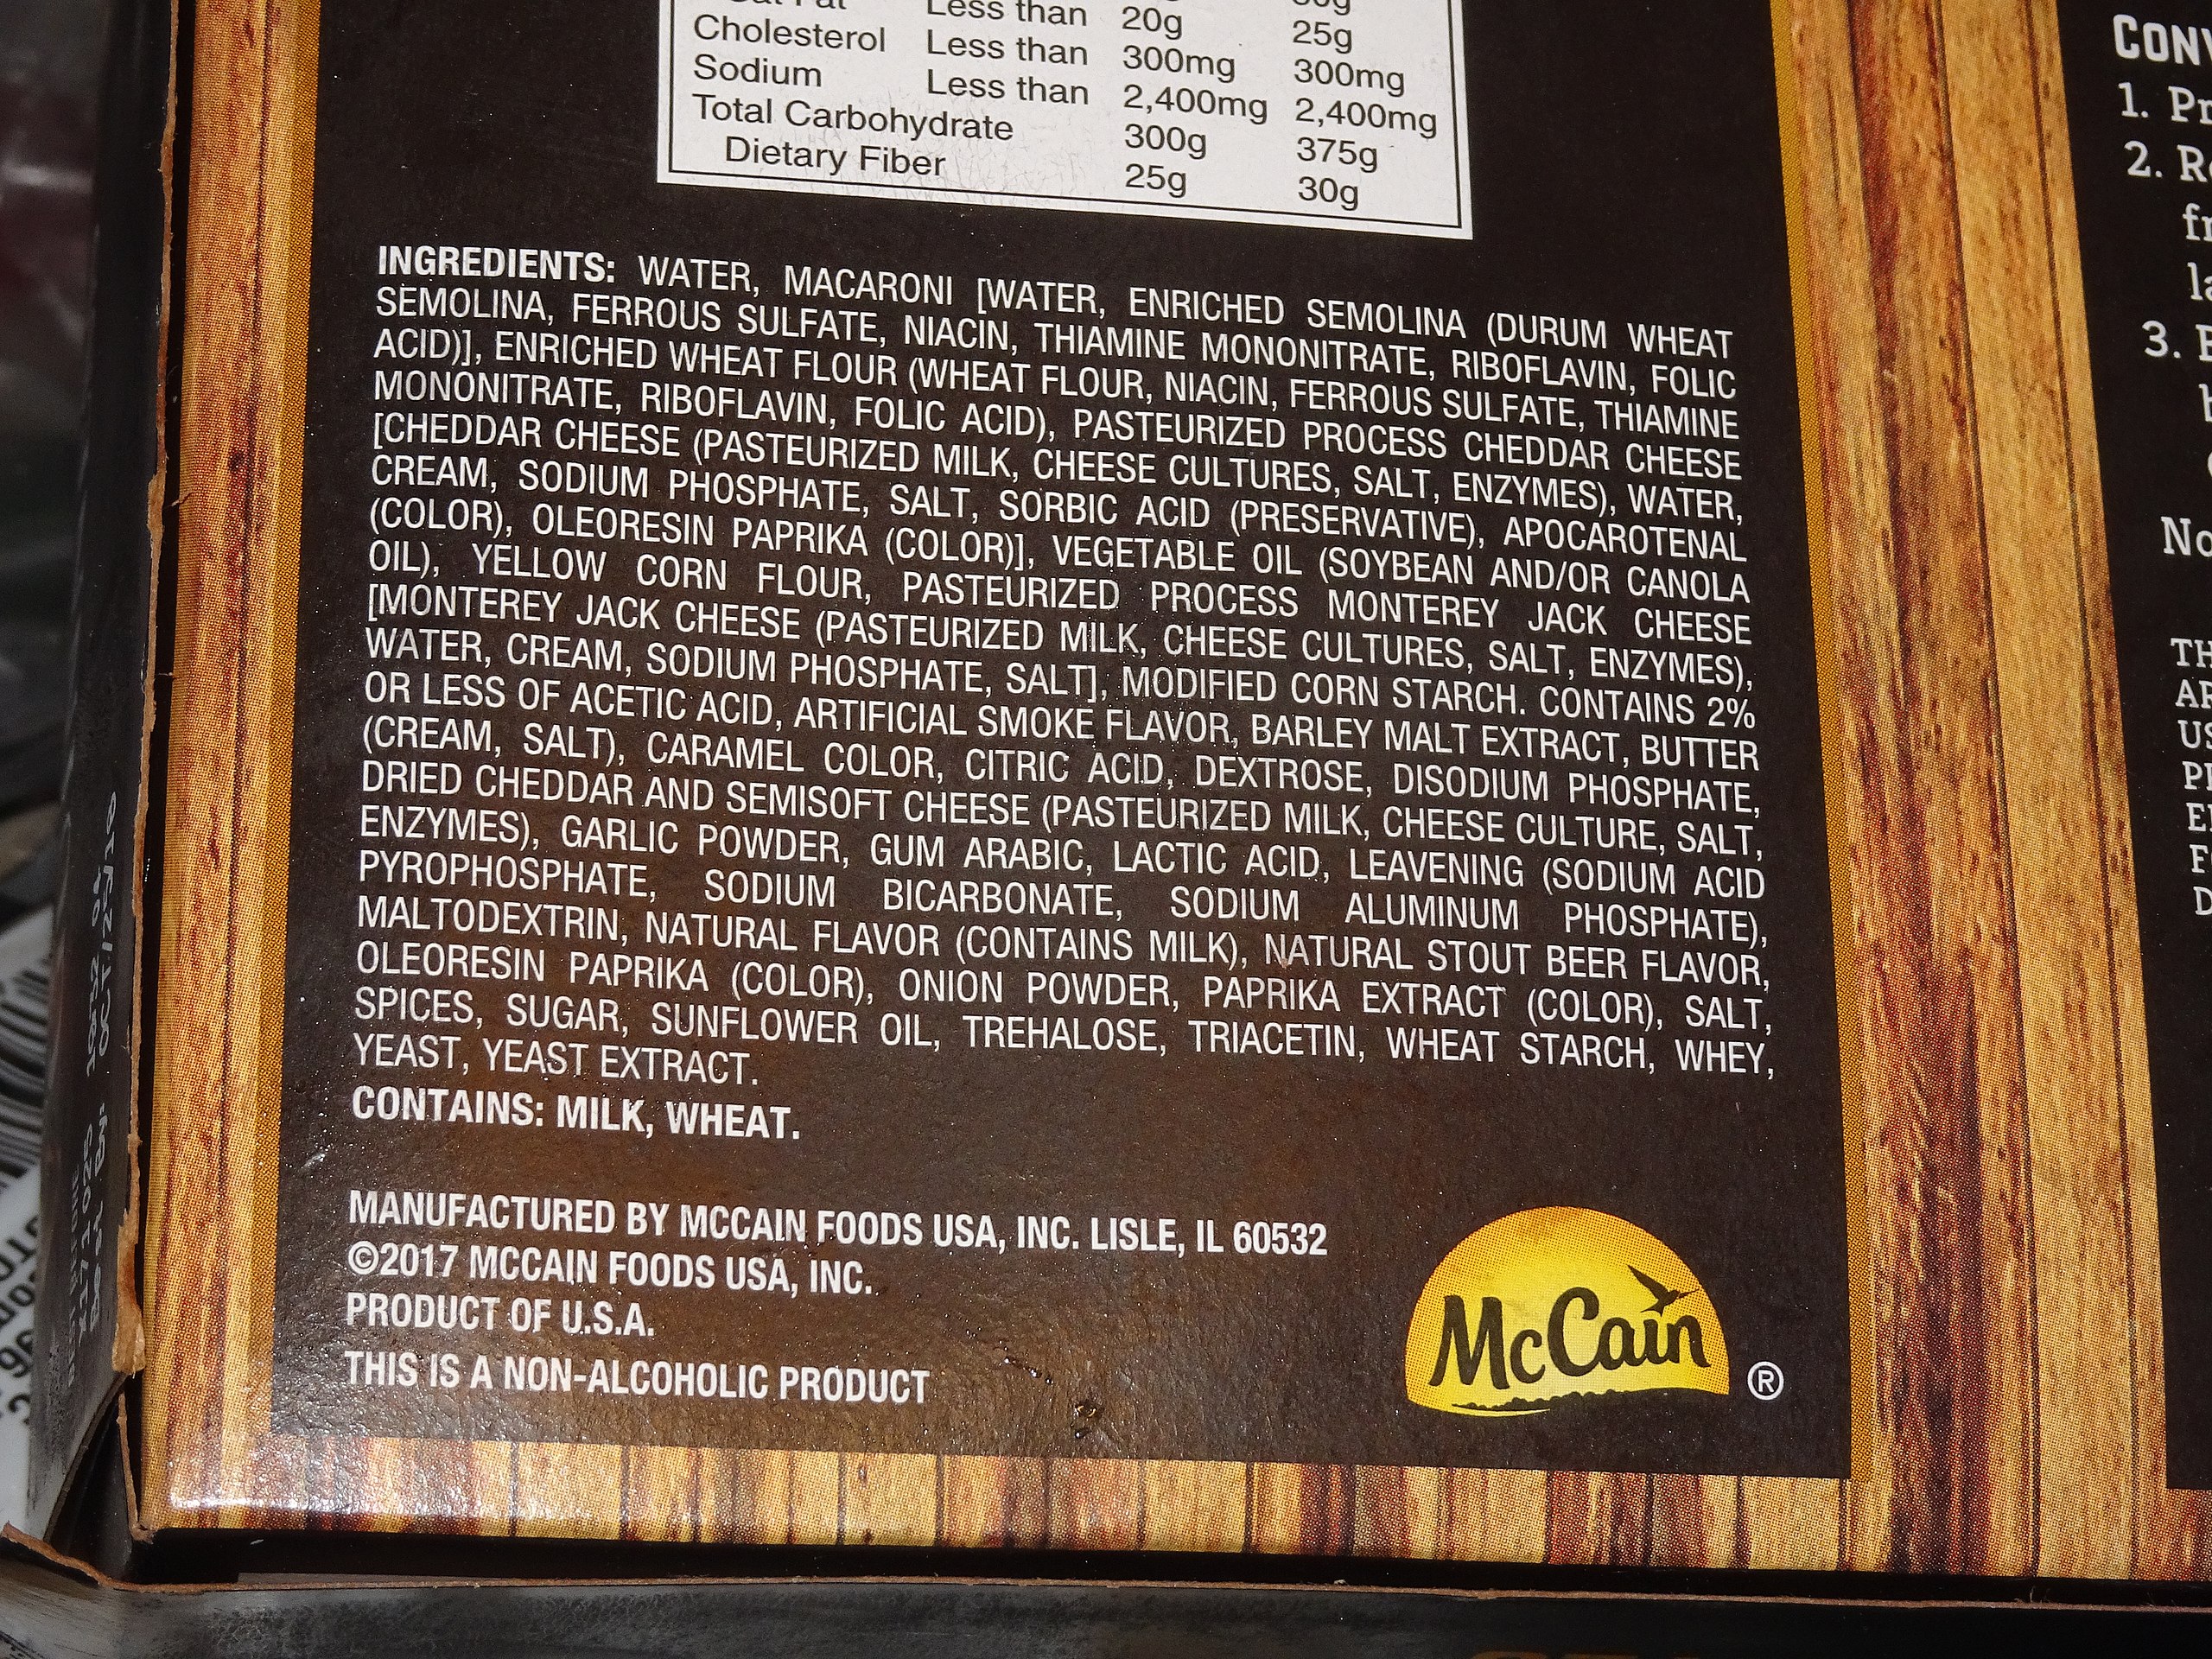 Less than 20g 25g
Cholesterol Less than 300mg 300mg
Sodium Less than 2,400mg 2,400mg
Total Carbohydrate 300g 375g
Dietary Fiber 25g 30g
INGREDIENTS: WATER, MACARONI [WATER, ENRICHED SEMOLINA (DURUM WHEAT
SEMOLINA, FERROUS SULFATE, NIACIN, THIAMINE MONONITRATE, RIBOFLAVIN, FOLIC
ACID)], ENRICHED WHEAT FLOUR (WHEAT FLOUR, NIACIN, FERROUS SULFATE, THIAMINE
MONONITRATE, RIBOFLAVIN, FOLIC ACID), PASTEURIZED PROCESS CHEDDAR CHEESE
[CHEDDAR CHEESE (PASTEURIZED MILK, CHEESE CULTURES, SALT, ENZYMES), WATER,
CREAM, SODIUM PHOSPHATE, SALT, SORBIC ACID (PRESERVATIVE), APOCAROTENAL
(COLOR), OLEORESIN PAPRIKA (COLOR)], VEGETABLE OIL (SOYBEAN AND/OR CANOLA
OIL), YELLOW CORN FLOUR, PASTEURIZED PROCESS MONTEREY JACK CHEESE
[MONTEREY JACK CHEESE (PASTEURIZED MILK, CHEESE CULTURES, SALT, ENZYMES),
WATER, CREAM, SODIUM PHOSPHATE, SALT], MODIFIED CORN STARCH. CONTAINS 2%
OR LESS OF ACETIC ACID, ARTIFICIAL SMOKE FLAVOR, BARLEY MALT EXTRACT, BUTTER
(CREAM, SALT), CARAMEL COLOR, CITRIC ACID, DEXTROSE, DISODIUM PHOSPHATE,
DRIED CHEDDAR AND SEMISOFT CHEESE (PASTEURIZED MILK, CHEESE CULTURE, SALT,
ENZYMES), GARLIC POWDER, GUM ARABIC, LACTIC ACID, LEAVENING (SODIUM ACID
PYROPHOSPHATE, SODIUM BICARBONATE, SODIUM ALUMINUM PHOSPHATE),
MALTODEXTRIN, NATURAL FLAVOR (CONTAINS MILK), NATURAL STOUT BEER FLAVOR,
OLEORESIN PAPRIKA (COLOR), ONION POWDER, PAPRIKA EXTRACT (COLOR), SALT,
SPICES, SUGAR, SUNFLOWER OIL, TREHALOSE, TRIACETIN, WHEAT STARCH, WHEY,
YEAST, YEAST EXTRACT.
CONTAINS: MILK, WHEAT.
MANUFACTURED BY MCCAIN FOODS USA, INC. LISLE, IL 60532
©2017 MCCAIN FOODS USA, INC.
PRODUCT OF U.S.A.
THIS IS A NON-ALCOHOLIC PRODUCT
McCain ®
1.
2.
3.